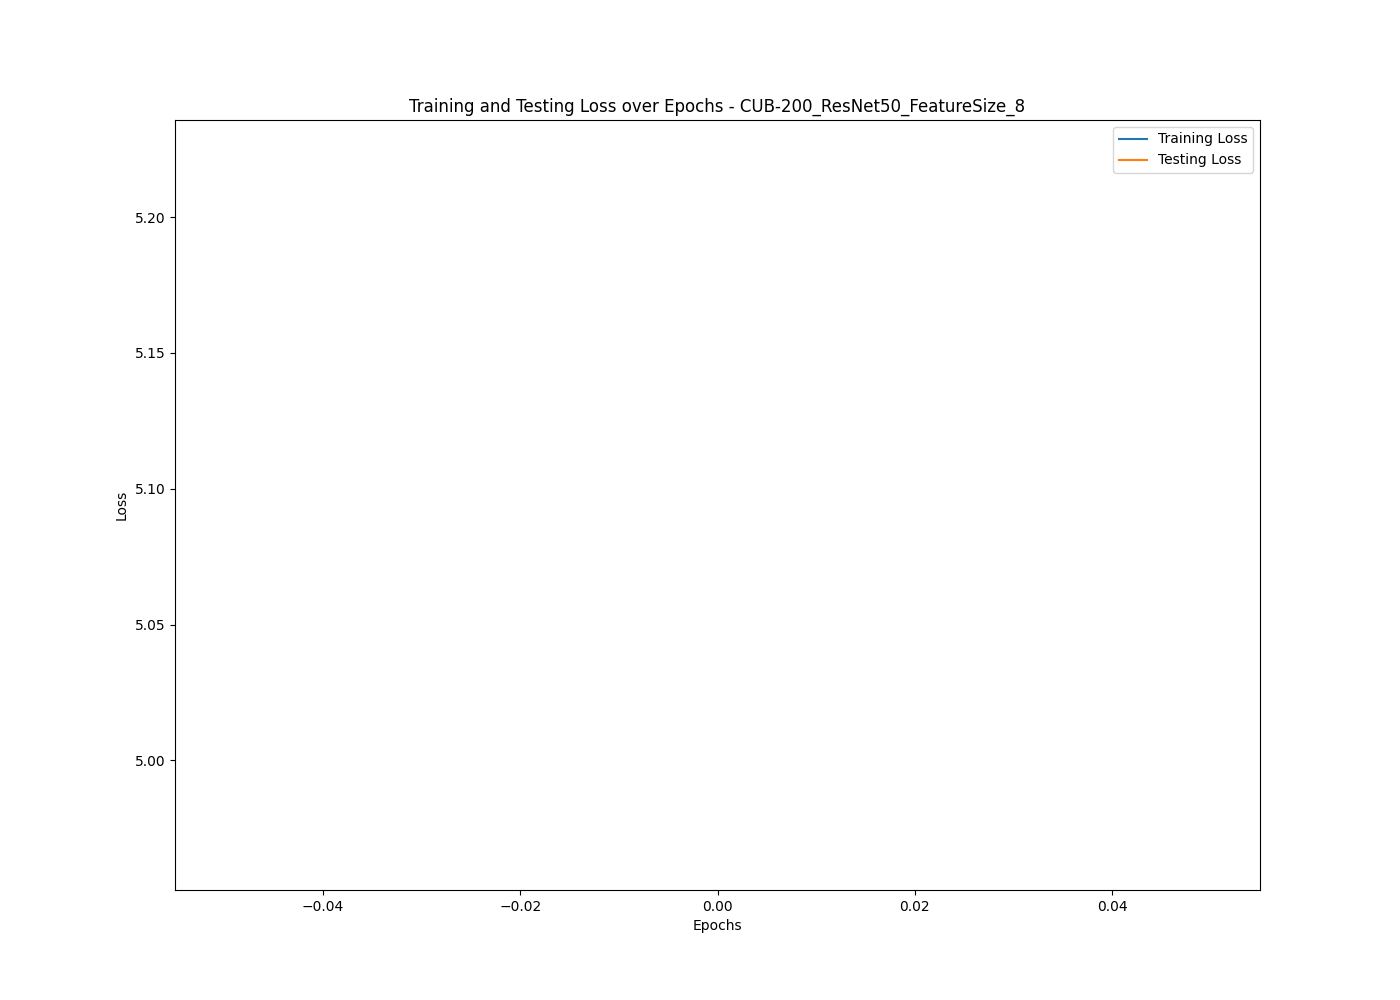 Training and Testing Loss over Epochs - CUB-200_ResNet50_FeatureSize_8
Training Loss
Testing Loss
5.20
5.15
5.10
5.05
5.00
Loss
−0.04
−0.02
0.00
0.02
0.04
Epochs